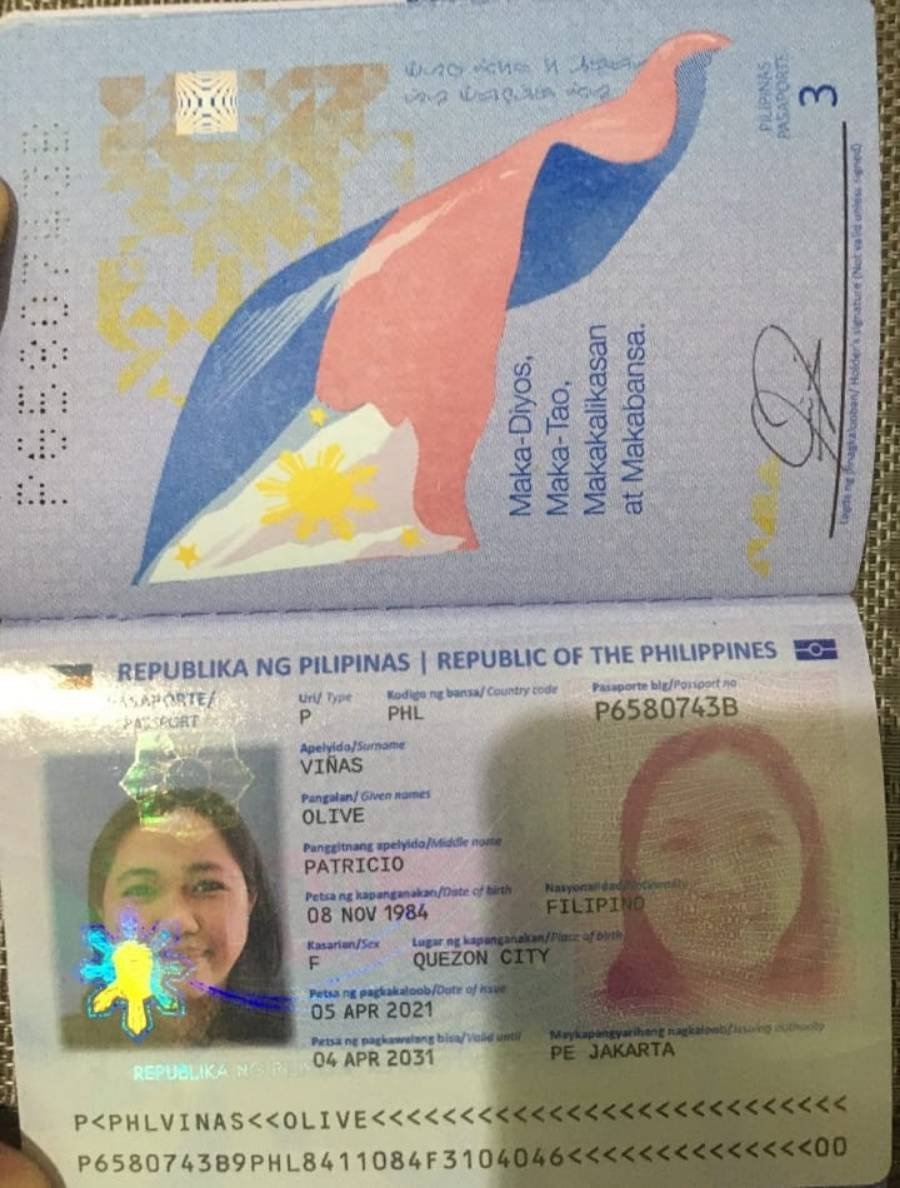 PILIPINAS
PASAPORTE
3
Maka-Diyos,
Maka-Tao,
Makakalikasan
at Makabansa.
Lagda ng pinagkalooban/ Holder's signature (Not valid unless signed)
REPUBLIKA NG PILIPINAS | REPUBLIC OF THE PHILIPPINES
PASAPORTE/
PASSPORT
Uri/ Type
Kodigo ng bansa/ Country code
Pasaporte blg/Passport no
P
PHL
P6580743B
Apelyido/Surname
VIÑAS
Pangalan/ Given names
OLIVE
Panggitnang apelyido/Middle name
PATRICIO
Petsa ng kapanganakan/Date of birth
Nasyonalidad/Nationality
08 NOV 1984
FILIPINO
Kasarian/Sex
Lugar ng kapanganakan/Place of birth
F
QUEZON CITY
Petsa ng pagkakaloob/Date of issue
05 APR 2021
Petsa ng pagkawalang bisa/Valid until
Maykapangyarihang nagkaloob/Issuing authority
04 APR 2031
PE JAKARTA
REPUBLIKA NG
P<PHLVINAS<<OLIVE<<<<<<<<<<<<<<<<<<<<<<<<<<<
P6580743B9PHL8411084F3104046<<<<<<<<<<<<<<00